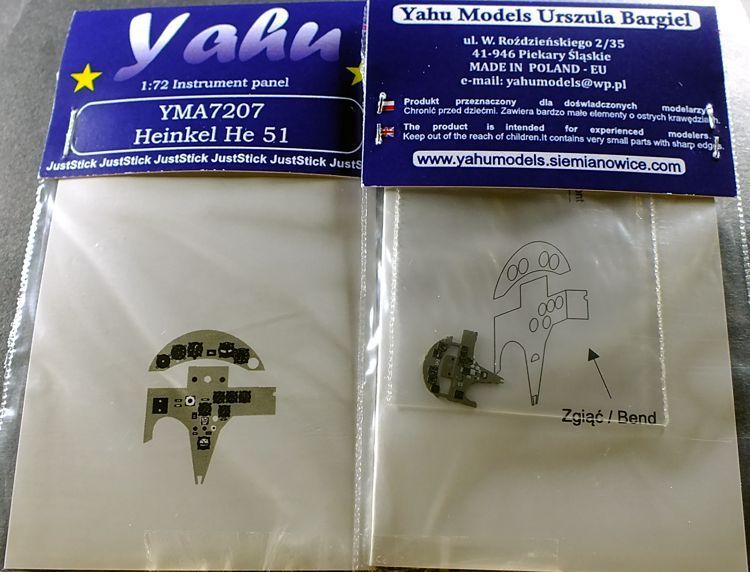 Yahu
1:72 Instrument panel
YMA7207
Heinkel He 51
JustStick JustStick JustStick JustStick JustStick JustSti
Yahu Models Urszula Bargiel
ul. W. Roździeńskiego 2/35
41-946 Piekary Śląskie
MADE IN POLAND - EU
e-mail: yahumodels@wp.pl
Produkt przeznaczony dla doświadczonych modelarzy.
Chronić przed dziećmi. Zawiera bardzo małe elementy o ostrych krawędziach.
The product is intended for experienced modelers.
Keep out of the reach of children.It contains very small parts with sharp edges.
www.yahumodels.siemianowice.com
Zgiąć / Bend